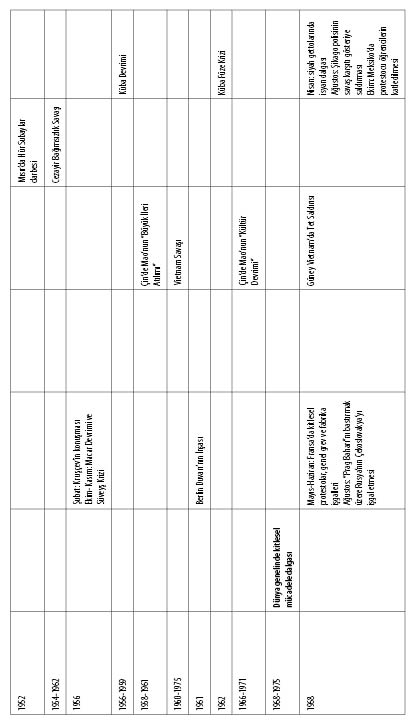 1952
Mısır'da Hür Subaylar
darbesi
1954-1962
Cezayir Bağımsızlık Savaşı
1956
Şubat: Kruşçev'in konuşması
Ekim-Kasım: Macar Devrimi ve
Süveyş Krizi
1956-1959
Küba Devrimi
1958-1961
Çin'de Mao'nun "Büyük İleri
Atılım"ı
1960-1975
Vietnam Savaşı
1961
Berlin Duvarı'nın İnşası
1962
Küba Füze Krizi
1966-1971
Çin'de Mao'nun "Kültür
Devrimi"
1968-1975
Dünya genelinde kitlesel
mücadele dalgası
1968
Mayıs-Haziran: Fransa'da kitlesel
protestolar, genel grev ve fabrika
işgalleri
Ağustos: "Prag Baharı"nı bastırmak
üzere Rusya'nın Çekoslovakya'yı
işgal etmesi
Güney Vietnam'da Tet Saldırısı
Nisan: siyah gettolarında
isyan dalgası
Ağustos: Şikago polisinin
savaş karşıtı gösteriye
saldırması
Ekim: Meksika'da
protestocu öğrencilerin
katledilmesi